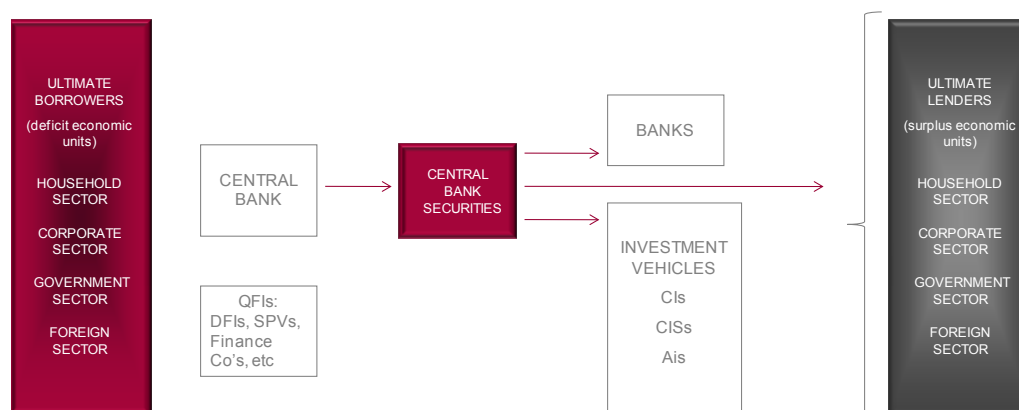 ULTIMATE
BORROWERS
(deficit economic
units)
HOUSEHOLD
SECTOR
CORPORATE
SECTOR
GOVERNMENT
SECTOR
FOREIGN
SECTOR
CENTRAL
BANK
QFIs:
DFIs, SPVs,
Finance
Co's, etc
CENTRAL
BANK
SECURITIES
BANKS
INVESTMENT
VEHICLES
CIs
CISs
Ais
ULTIMATE
LENDERS
(surplus economic
units)
HOUSEHOLD
SECTOR
CORPORATE
SECTOR
GOVERNMENT
SECTOR
FOREIGN
SECTOR